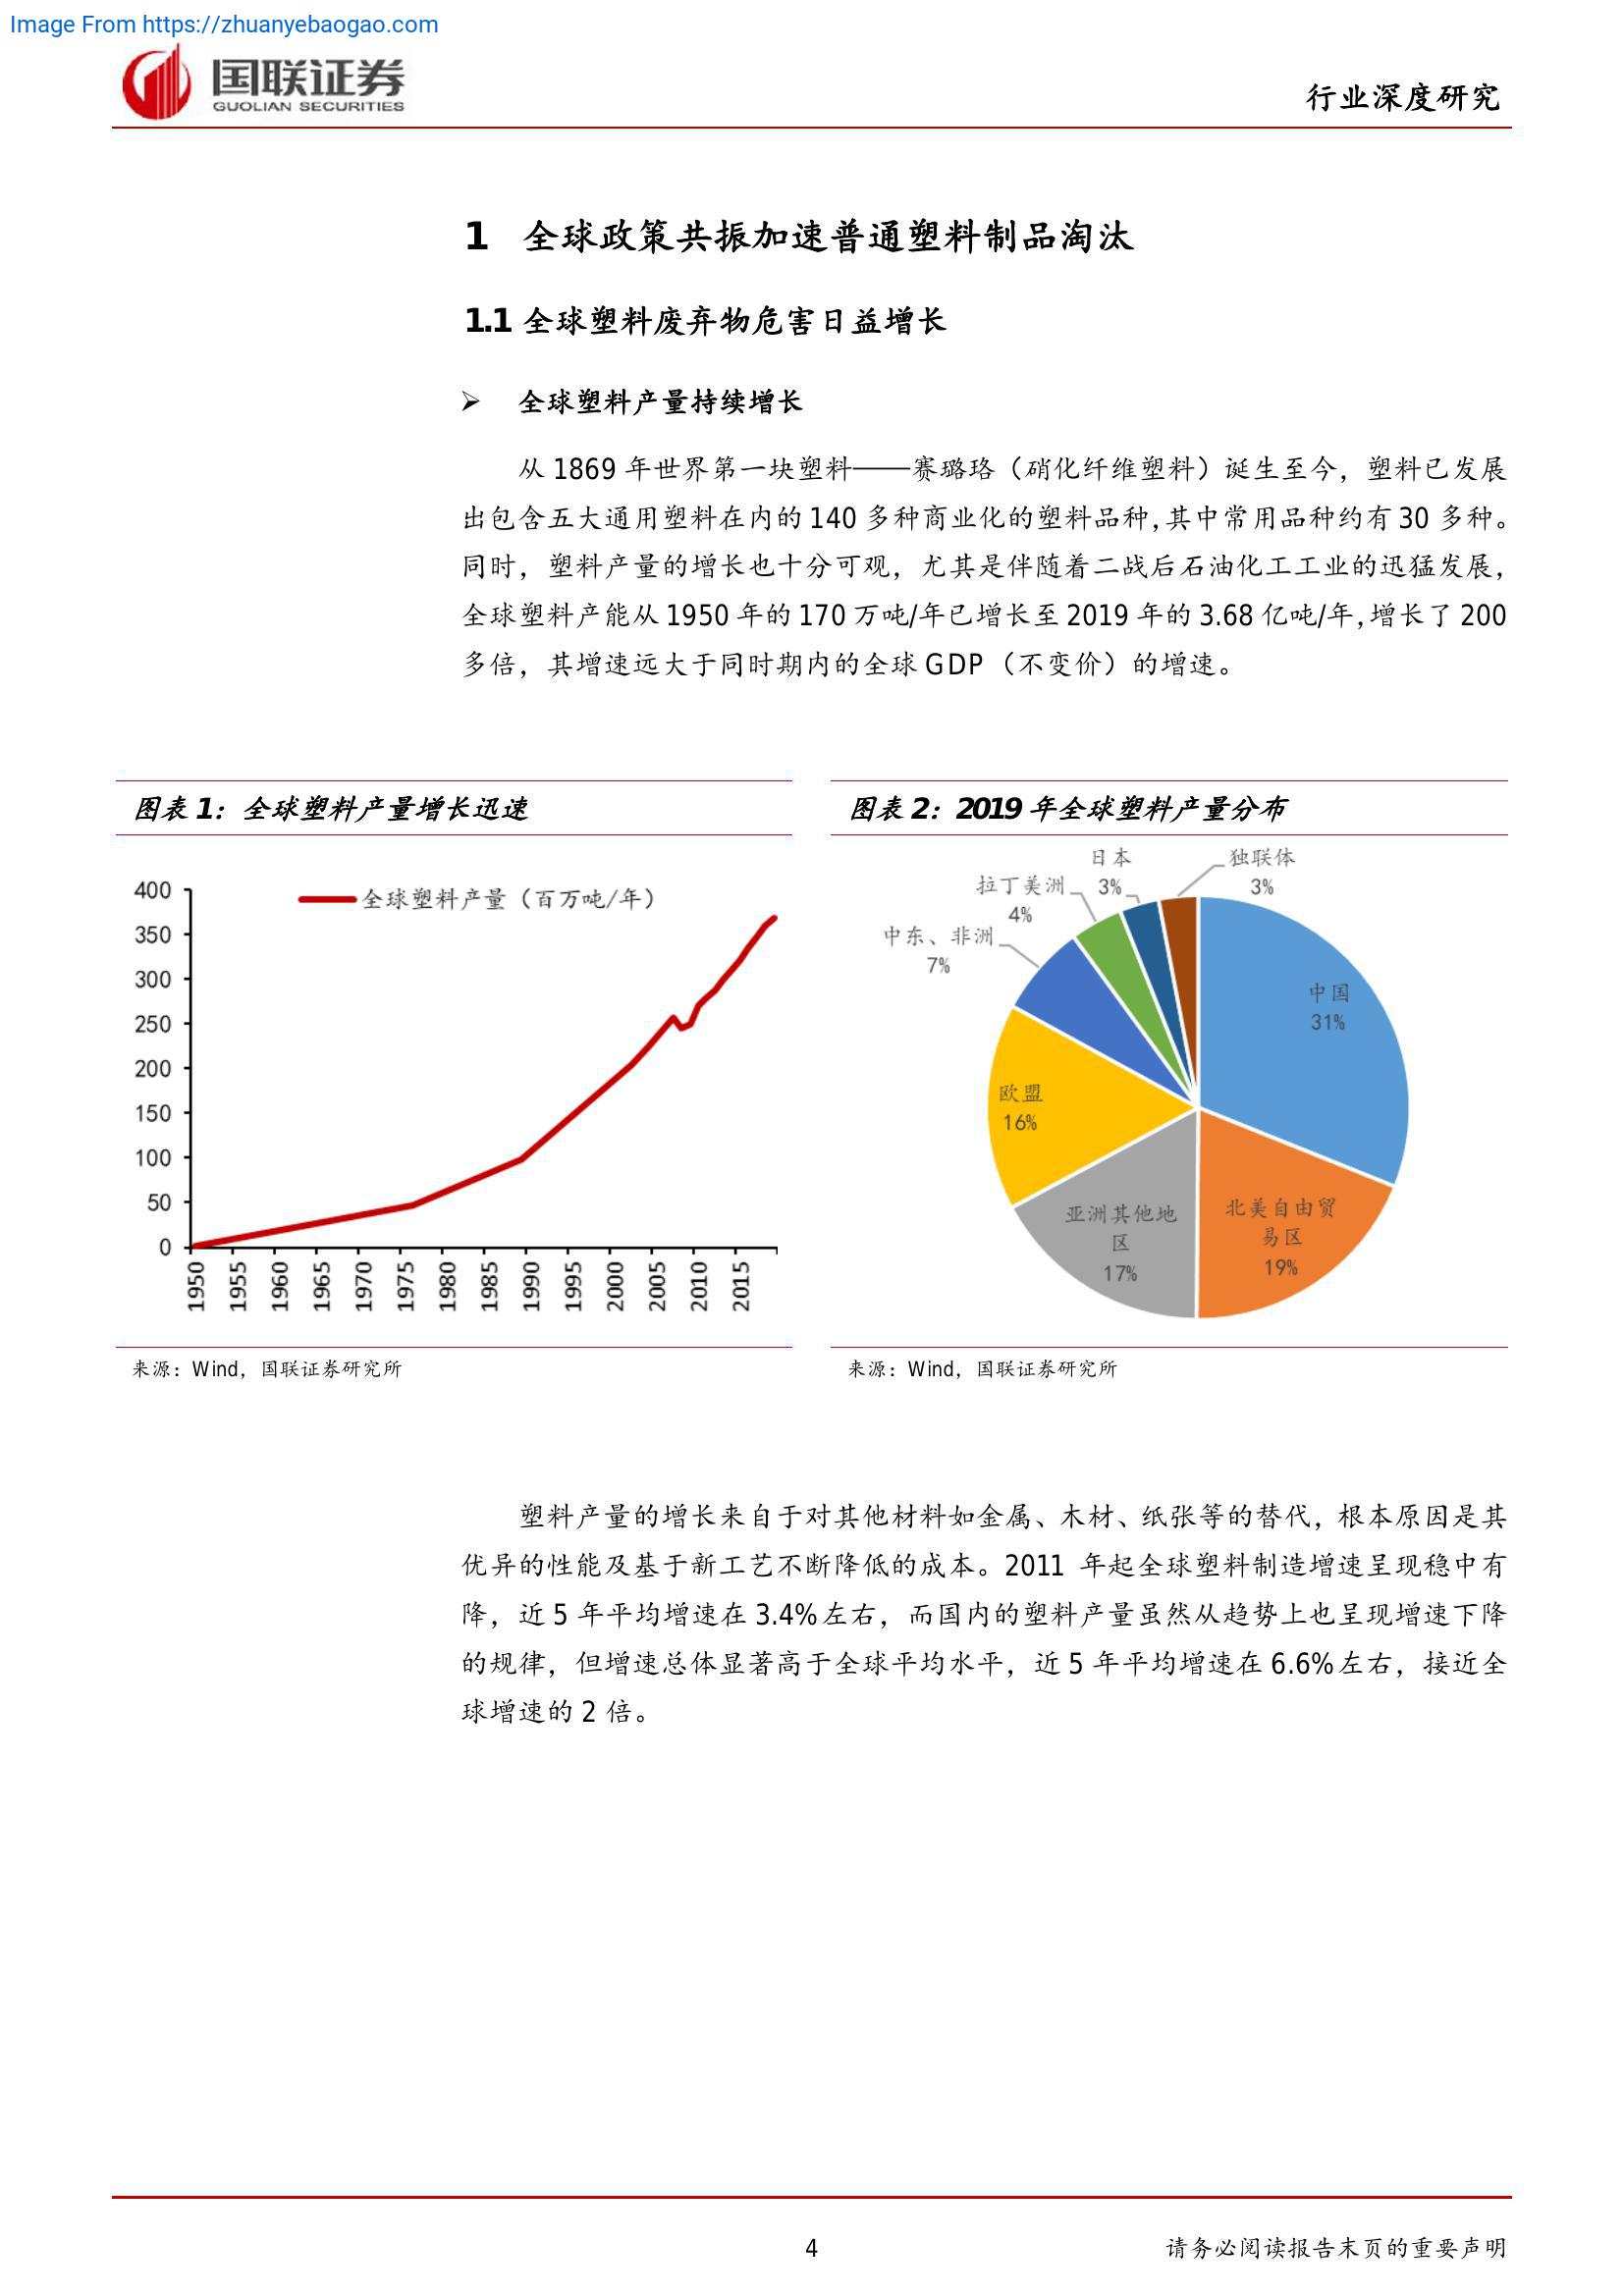 Image From https://zhuanyebaogao.com
国联证券
GUOLIAN SECURITIES
行业深度研究
1 全球政策共振加速普通塑料制品淘汰
1.1 全球塑料废弃物危害日益增长
➢ 全球塑料产量持续增长
从 1869 年世界第一块塑料——赛璐珞（硝化纤维塑料）诞生至今，塑料已发展
出包含五大通用塑料在内的 140 多种商业化的塑料品种，其中常用品种约有 30 多种。
同时，塑料产量的增长也十分可观，尤其是伴随着二战后石油化工工业的迅猛发展，
全球塑料产能从 1950 年的 170 万吨/年已增长至 2019 年的 3.68 亿吨/年，增长了 200
多倍，其增速远大于同时期内的全球 GDP（不变价）的增速。
图表 1：全球塑料产量增长迅速
全球塑料产量（百万吨/年）
400
350
300
250
200
150
100
50
0
1950 1955 1960 1965 1970 1975 1980 1985 1990 1995 2000 2005 2010 2015
来源：Wind，国联证券研究所
图表 2：2019 年全球塑料产量分布
日本
3%
独联体
3%
拉丁美洲
4%
中东、非洲
7%
中国
31%
欧盟
16%
亚洲其他地
区
17%
北美自由贸
易区
19%
来源：Wind，国联证券研究所
塑料产量的增长来自于对其他材料如金属、木材、纸张等的替代，根本原因是其
优异的性能及基于新工艺不断降低的成本。2011 年起全球塑料制造增速呈现稳中有
降，近 5 年平均增速在 3.4%左右，而国内的塑料产量虽然从趋势上也呈现增速下降
的规律，但增速总体显著高于全球平均水平，近 5 年平均增速在 6.6%左右，接近全
球增速的 2 倍。
4
请务必阅读报告末页的重要声明